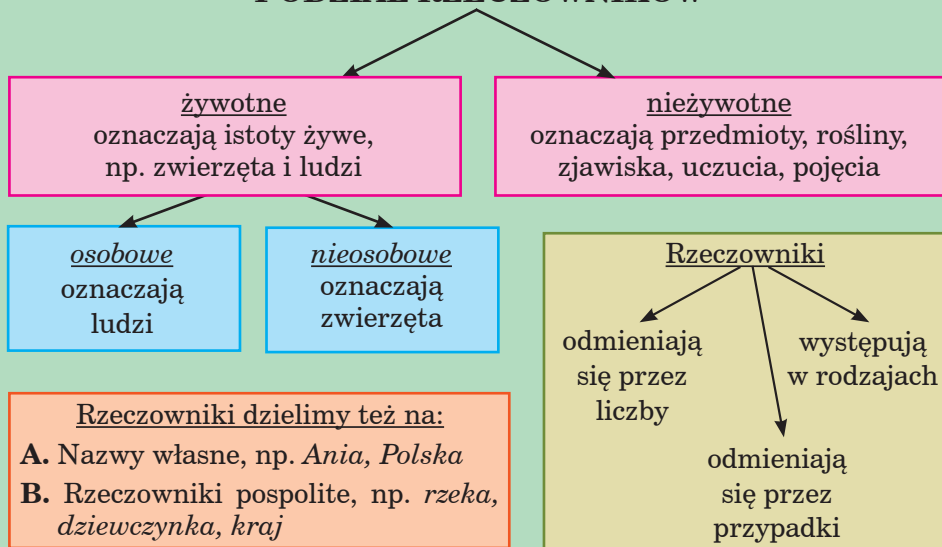 PODZIAŁ RZECZOWNIKÓW
żywotne
oznaczają istoty żywe,
np. zwierzęta i ludzi
nieżywotne
oznaczają przedmioty, rośliny,
zjawiska, uczucia, pojęcia
osobowe
oznaczają
ludzi
nieosobowe
oznaczają
zwierzęta
Rzeczowniki
odmieniają
się przez
liczby
występują
w rodzajach
odmieniają
się przez
przypadki
Rzeczowniki dzielimy też na:
A. Nazwy własne, np. Ania, Polska
B. Rzeczowniki pospolite, np. rzeka,
dziewczynka, kraj